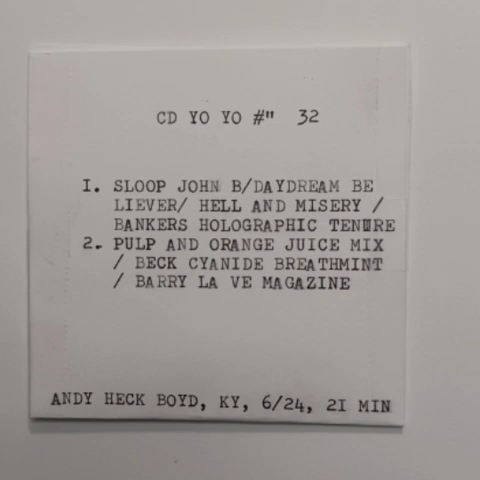 CD YO YO #" 32
I. SLOOP JOHN B/DAYDREAM BE
LIEVER/ HELL AND MISERY /
BANKERS HOLOGRAPHIC TENURE
2. PULP AND ORANGE JUICE MIX
/ BECK CYANIDE BREATHMINT
/ BARRY LA VE MAGAZINE
ANDY HECK BOYD, KY, 6/24, 2I MIN